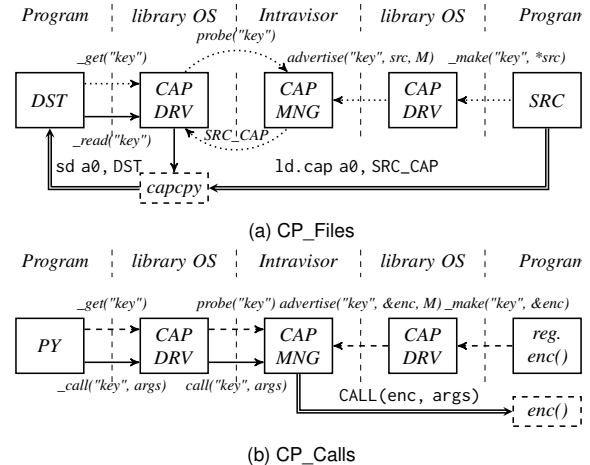 Program library OS Intravisor library OS Program
probe("key")
_get("key") advertise("key", src, M) _make("key", *src)
DST CAP DRV CAP MNG CAP DRV SRC
_read("key") SRC_CAP
sd a0, DST ld.cap a0, SRC_CAP
capcpy
(a) CP_Files
Program library OS Intravisor library OS Program
_get("key") probe("key") advertise("key", &enc, M) _make("key", &enc)
PY CAP DRV CAP MNG CAP DRV reg. enc()
_call("key", args) call("key", args)
CALL(enc, args)
enc()
(b) CP_Calls